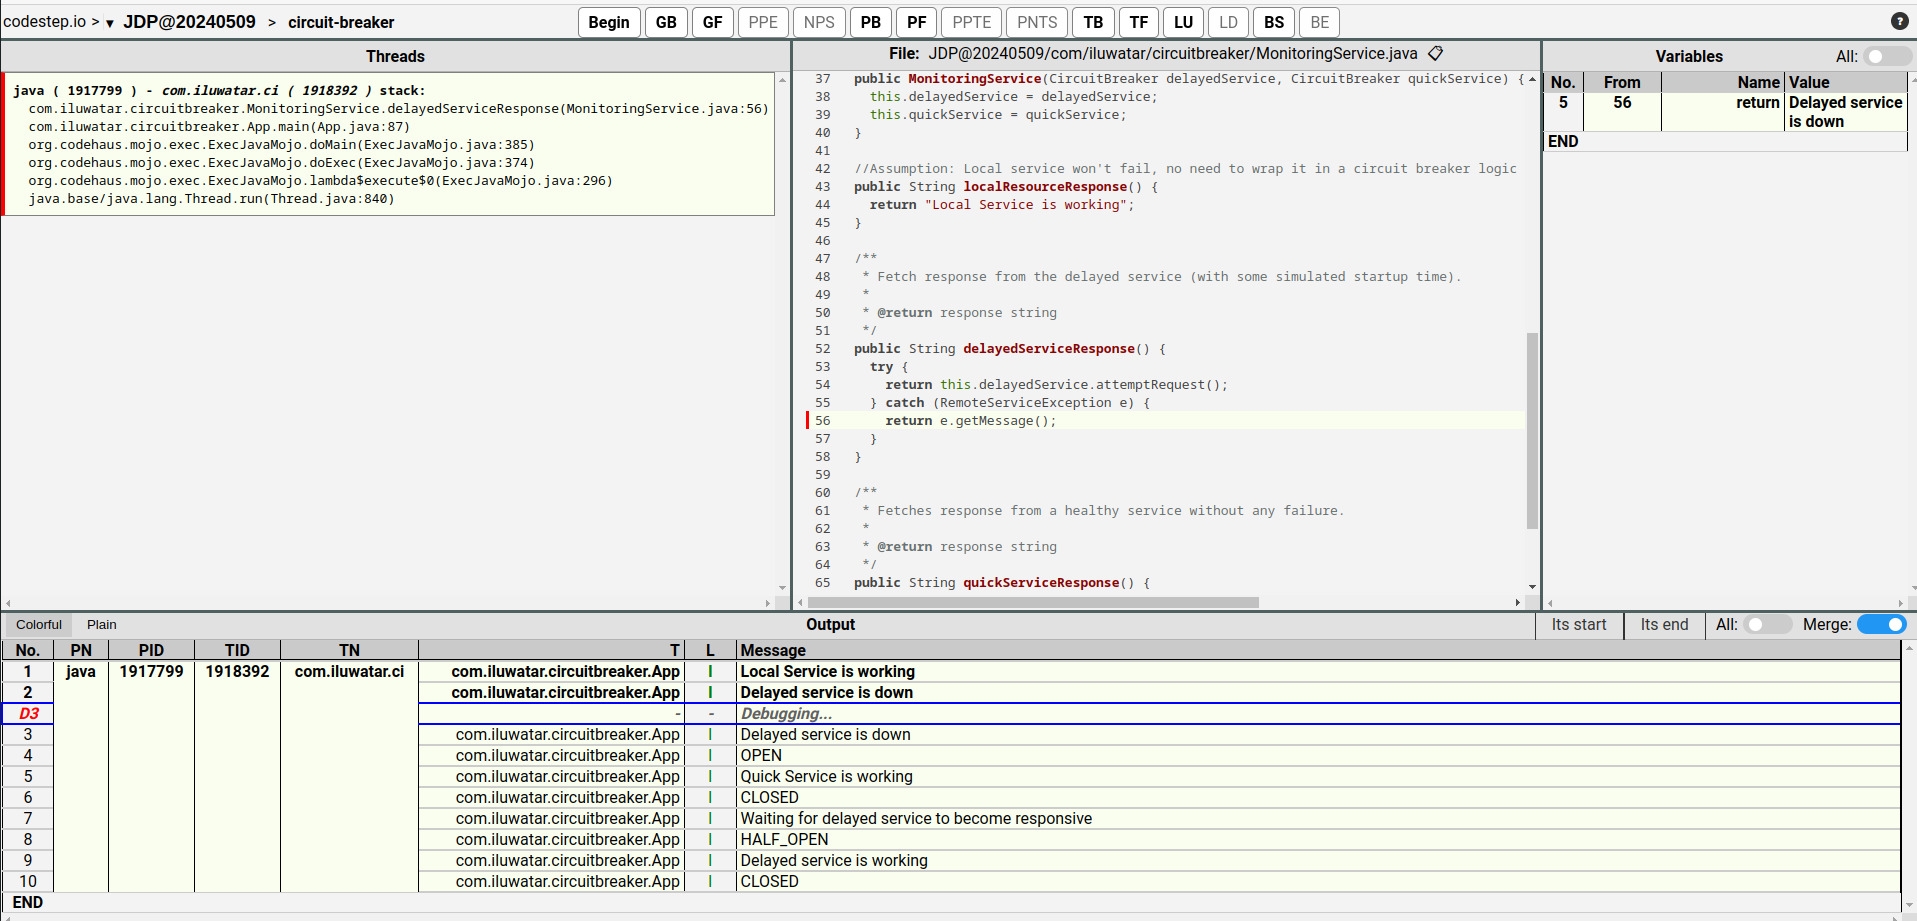 codestep.io > ▾ JDP@20240509 > circuit-breaker
Begin GB GF PPE NPS PB PF PPTE PNTS TB TF LU LD BS BE ?
Threads
java ( 1917799 ) - com.iluwatar.ci ( 1918392 ) stack:
com.iluwatar.circuitbreaker.MonitoringService.delayedServiceResponse(MonitoringService.java:56)
com.iluwatar.circuitbreaker.App.main(App.java:87)
org.codehaus.mojo.exec.ExecJavaMojo.doMain(ExecJavaMojo.java:385)
org.codehaus.mojo.exec.ExecJavaMojo.doExec(ExecJavaMojo.java:374)
org.codehaus.mojo.exec.ExecJavaMojo.lambda$execute$0(ExecJavaMojo.java:296)
java.base/java.lang.Thread.run(Thread.java:840)
File: JDP@20240509/com/iluwatar/circuitbreaker/MonitoringService.java
37 public MonitoringService(CircuitBreaker delayedService, CircuitBreaker quickService) {
38 this.delayedService = delayedService;
39 this.quickService = quickService;
40 }
41
42 //Assumption: Local service won't fail, no need to wrap it in a circuit breaker logic
43 public String localResourceResponse() {
44 return "Local Service is working";
45 }
46
47 /**
48 * Fetch response from the delayed service (with some simulated startup time).
49 *
50 * @return response string
51 */
52 public String delayedServiceResponse() {
53 try {
54 return this.delayedService.attemptRequest();
55 } catch (RemoteServiceException e) {
56 return e.getMessage();
57 }
58 }
59
60 /**
61 * Fetches response from a healthy service without any failure.
62 *
63 * @return response string
64 */
65 public String quickServiceResponse() {
Variables All:
No. From Name Value
5 56 return Delayed service
is down
END
Colorful Plain Output Its start Its end All: Merge:
No. PN PID TID TN T L Message
1 java 1917799 1918392 com.iluwatar.ci com.iluwatar.circuitbreaker.App I Local Service is working
2 com.iluwatar.circuitbreaker.App I Delayed service is down
D3 - - Debugging...
3 com.iluwatar.circuitbreaker.App I Delayed service is down
4 com.iluwatar.circuitbreaker.App I OPEN
5 com.iluwatar.circuitbreaker.App I Quick Service is working
6 com.iluwatar.circuitbreaker.App I CLOSED
7 com.iluwatar.circuitbreaker.App I Waiting for delayed service to become responsive
8 com.iluwatar.circuitbreaker.App I HALF_OPEN
9 com.iluwatar.circuitbreaker.App I Delayed service is working
10 com.iluwatar.circuitbreaker.App I CLOSED
END